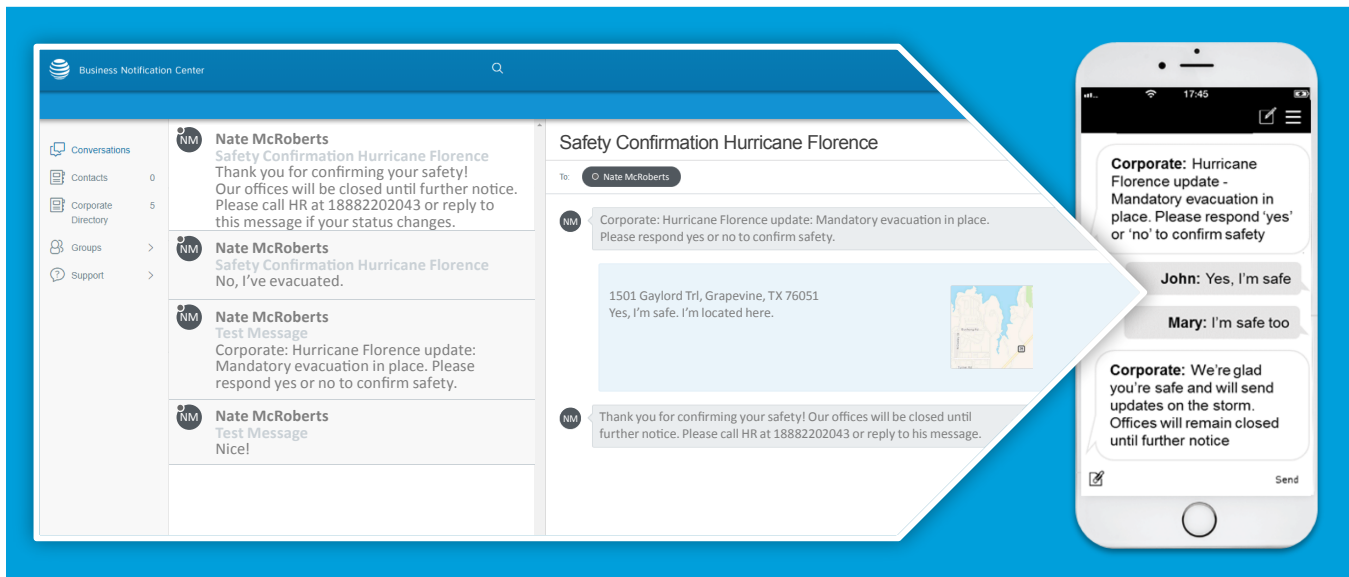 Business Notification Center
Conversations
Contacts 0
Corporate 5
Directory
Groups
Support
NM
Nate McRoberts
Safety Confirmation Hurricane Florence
Thank you for confirming your safety!
Our offices will be closed until further notice.
Please call HR at 18882202043 or reply to
this message if your status changes.
NM
Nate McRoberts
Safety Confirmation Hurricane Florence
No, I've evacuated.
NM
Nate McRoberts
Test Message
Corporate: Hurricane Florence update:
Mandatory evacuation in place. Please
respond yes or no to confirm safety.
NM
Nate McRoberts
Test Message
Nice!
Safety Confirmation Hurricane Florence
To: Nate McRoberts
NM
Corporate: Hurricane Florence update: Mandatory evacuation in place.
Please respond yes or no to confirm safety.
1501 Gaylord Trl, Grapevine, TX 76051
Yes, I'm safe. I'm located here.
NM
Thank you for confirming your safety! Our offices will be closed until
further notice. Please call HR at 18882202043 or reply to his message.
17:45
Corporate: Hurricane
Florence update -
Mandatory evacuation in
place. Please respond ‘yes’
or ‘no’ to confirm safety
John: Yes, I'm safe
Mary: I'm safe too
Corporate: We're glad
you're safe and will send
updates on the storm.
Offices will remain closed
until further notice
Send